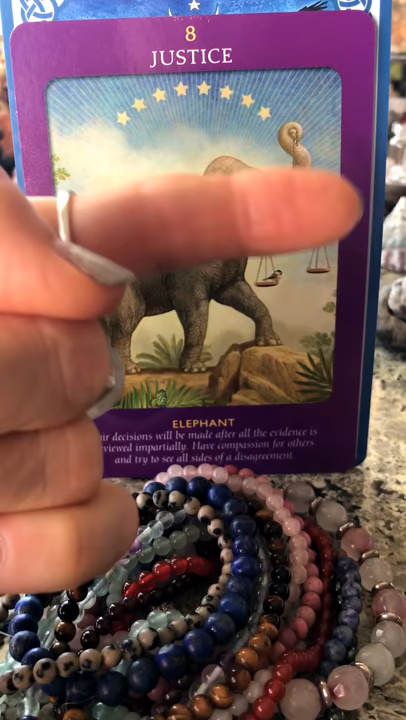 8
JUSTICE
ELEPHANT
decisions will be made after all the evidence is
viewed impartially. Have compassion for others
and try to see all sides of a disagreement.